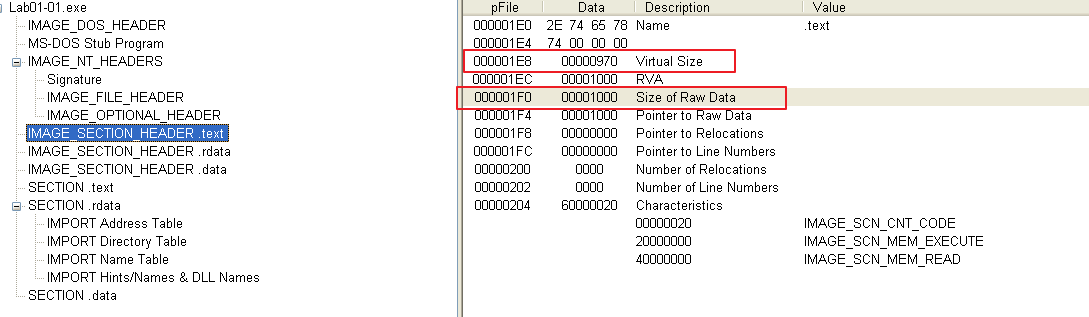 Lab01-01.exe
IMAGE_DOS_HEADER
MS-DOS Stub Program
IMAGE_NT_HEADERS
Signature
IMAGE_FILE_HEADER
IMAGE_OPTIONAL_HEADER
IMAGE_SECTION_HEADER .text
IMAGE_SECTION_HEADER .rdata
IMAGE_SECTION_HEADER .data
SECTION .text
SECTION .rdata
IMPORT Address Table
IMPORT Directory Table
IMPORT Name Table
IMPORT Hints/Names & DLL Names
SECTION .data
pFile Data Description Value
000001E0 2E 74 65 78 Name .text
000001E4 74 00 00 00
000001E8 00000970 Virtual Size
000001EC 00001000 RVA
000001F0 00001000 Size of Raw Data
000001F4 00001000 Pointer to Raw Data
000001F8 00000000 Pointer to Relocations
000001FC 00000000 Pointer to Line Numbers
00000200 0000 Number of Relocations
00000202 0000 Number of Line Numbers
00000204 60000020 Characteristics
00000020 IMAGE_SCN_CNT_CODE
20000000 IMAGE_SCN_MEM_EXECUTE
40000000 IMAGE_SCN_MEM_READ